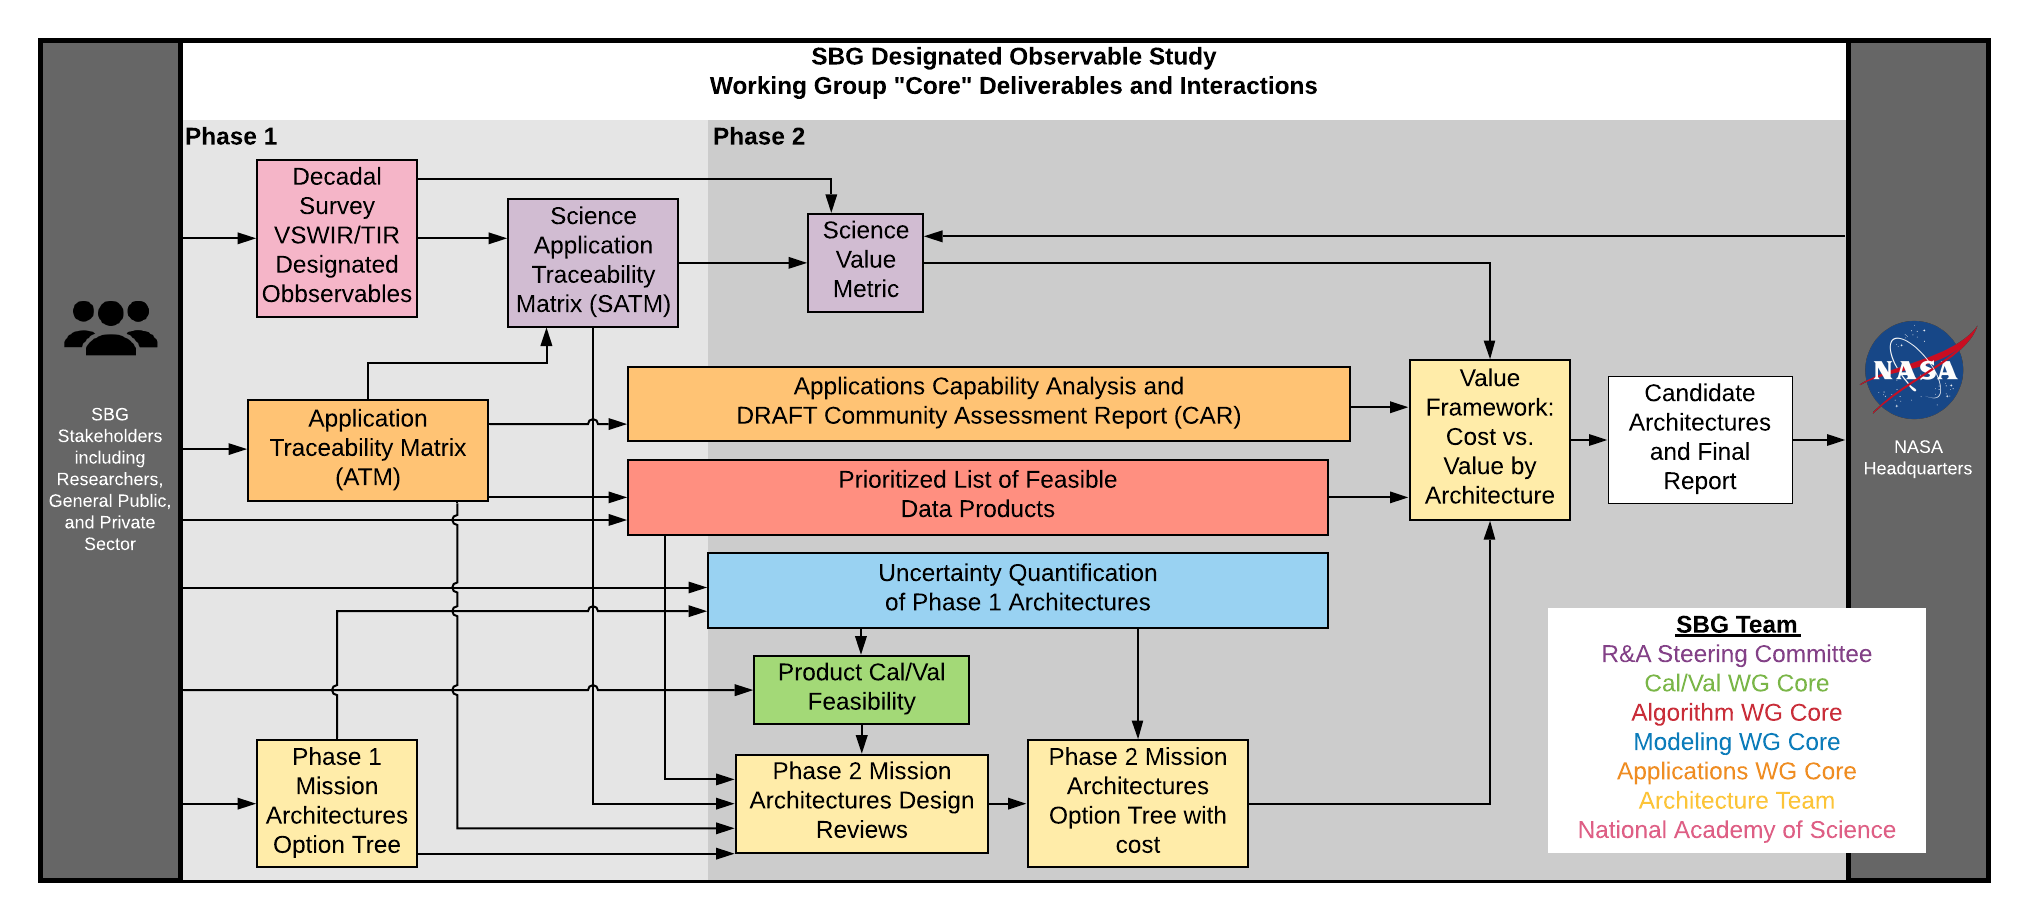 SBG Designated Observable Study
Working Group "Core" Deliverables and Interactions
Phase 1
Phase 2
SBG
Stakeholders
including
Researchers,
General Public,
and Private
Sector
Decadal
Survey
VSWIR/TIR
Designated
Obbservables
Science
Application
Traceability
Matrix (SATM)
Science
Value
Metric
Application
Traceability Matrix
(ATM)
Applications Capability Analysis and
DRAFT Community Assessment Report (CAR)
Prioritized List of Feasible
Data Products
Uncertainty Quantification
of Phase 1 Architectures
Product Cal/Val
Feasibility
Phase 1
Mission
Architectures
Option Tree
Phase 2 Mission
Architectures Design
Reviews
Phase 2 Mission
Architectures
Option Tree with
cost
Value
Framework:
Cost vs.
Value by
Architecture
Candidate
Architectures
and Final
Report
NASA
NASA
Headquarters
SBG Team
R&A Steering Committee
Cal/Val WG Core
Algorithm WG Core
Modeling WG Core
Applications WG Core
Architecture Team
National Academy of Science